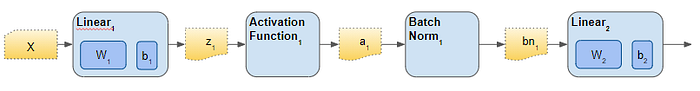 X
Linear1
W1
b1
z1
Activation
Function1
a1
Batch
Norm1
bn1
Linear2
W2
b2